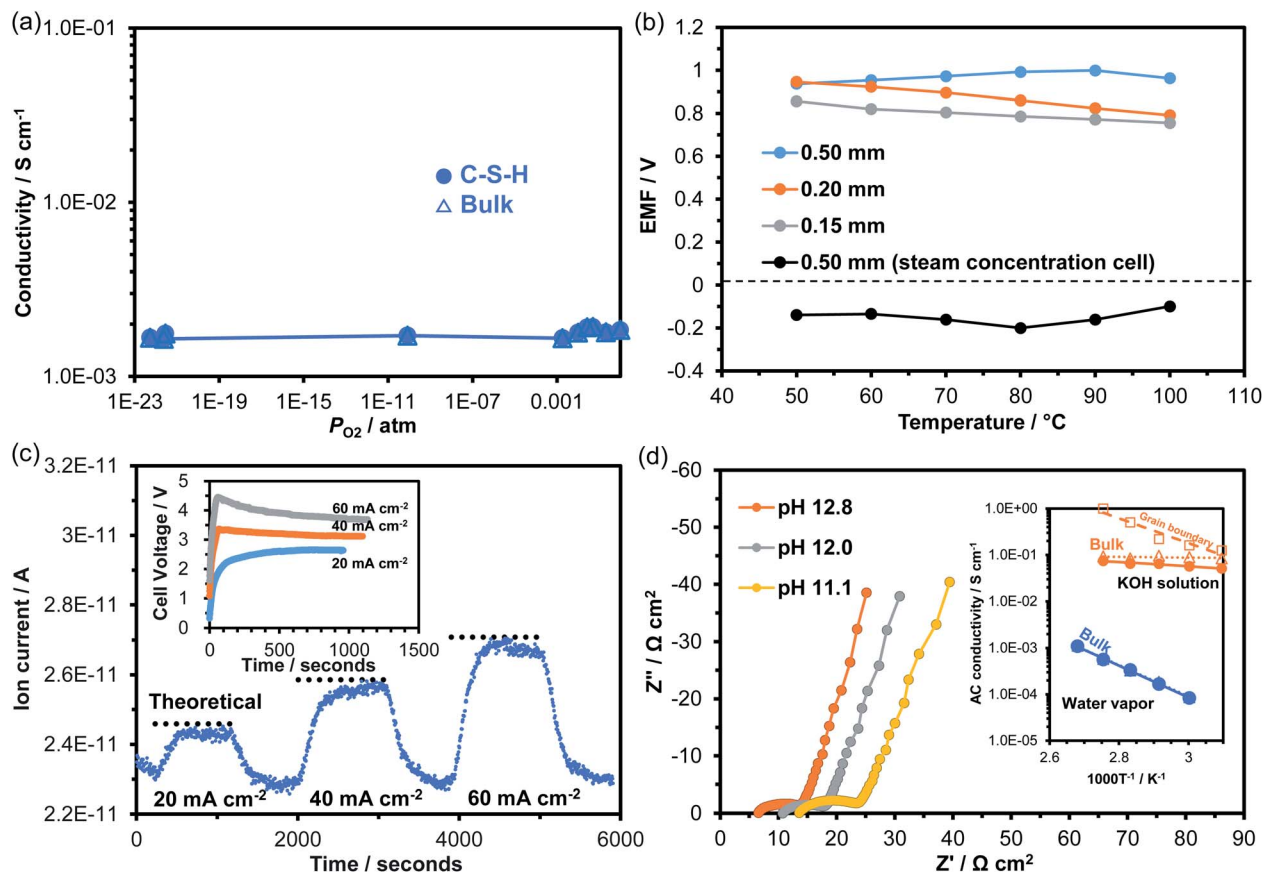 (a)
1.0E-01
1.0E-02
1.0E-03
Conductivity / S cm⁻¹
C-S-H
Bulk
1E-23 1E-19 1E-15 1E-11 1E-07 0.001
P_O2 / atm
(b)
1.2
1
0.8
0.6
0.4
0.2
0
-0.2
-0.4
EMF / V
0.50 mm
0.20 mm
0.15 mm
0.50 mm (steam concentration cell)
40 50 60 70 80 90 100 110
Temperature / °C
(c)
3.2E-11
3E-11
2.8E-11
2.6E-11
2.4E-11
2.2E-11
Ion current / A
5
4
3
2
1
0
Cell Voltage / V
60 mA cm⁻²
40 mA cm⁻²
20 mA cm⁻²
0 500 1000 1500
Time / seconds
Theoretical
20 mA cm⁻²
40 mA cm⁻²
60 mA cm⁻²
0 2000 4000 6000
Time / seconds
(d)
-60
-50
-40
-30
-20
-10
0
Z'' / Ω cm²
pH 12.8
pH 12.0
pH 11.1
1.0E+00
1.0E-01
1.0E-02
1.0E-03
1.0E-04
1.0E-05
AC conductivity / S cm⁻¹
Grain boundary
Bulk
KOH solution
Bulk
Water vapor
2.6 2.8 3
1000T⁻¹ / K⁻¹
0 10 20 30 40 50 60 70 80 90
Z' / Ω cm²